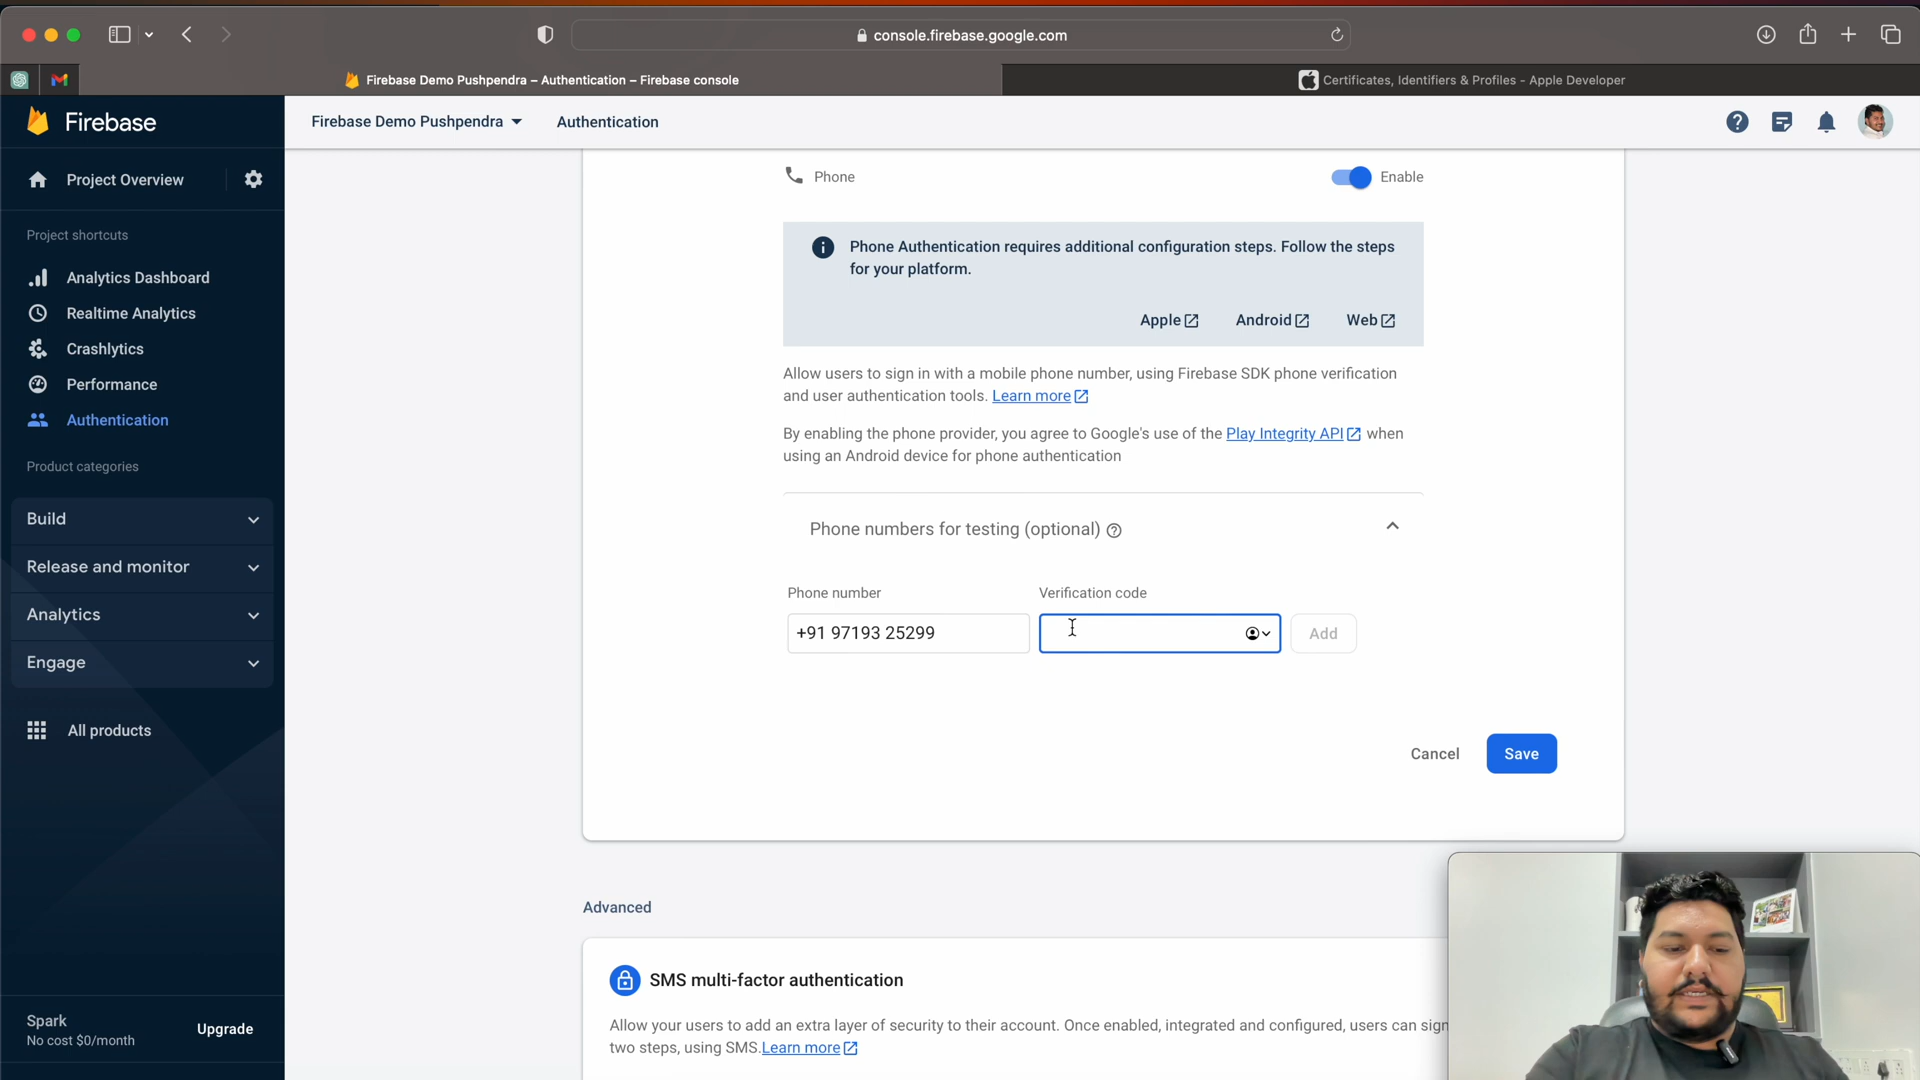 console.firebase.google.com
Firebase Demo Pushpendra – Authentication – Firebase console
Certificates, Identifiers & Profiles - Apple Developer
Firebase
Firebase Demo Pushpendra
Authentication
Project Overview
Project shortcuts
Analytics Dashboard
Realtime Analytics
Crashlytics
Performance
Authentication
Product categories
Build
Release and monitor
Analytics
Engage
All products
Spark
No cost $0/month
Upgrade
Phone
Enable
Phone Authentication requires additional configuration steps. Follow the steps
for your platform.
Apple
Android
Web
Allow users to sign in with a mobile phone number, using Firebase SDK phone verification
and user authentication tools. Learn more
By enabling the phone provider, you agree to Google's use of the Play Integrity API when
using an Android device for phone authentication
Phone numbers for testing (optional)
Phone number
Verification code
+91 97193 25299
Add
Cancel
Save
Advanced
SMS multi-factor authentication
Allow your users to add an extra layer of security to their account. Once enabled, integrated and configured, users can sign
two steps, using SMS.Learn more